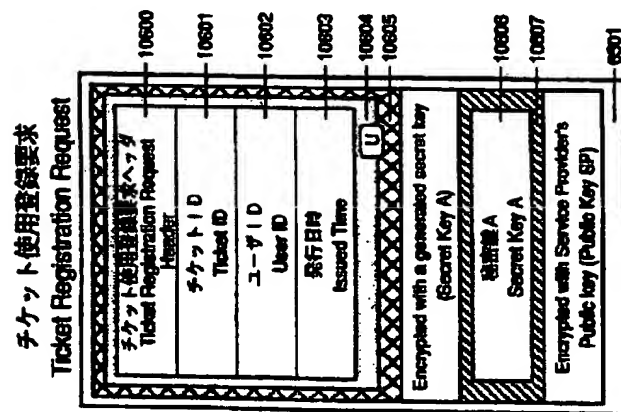 チケット使用登録要求
Ticket Registration Request
チケット使用登録要求ヘッダ
Ticket Registration Request
Header
チケットID
Ticket ID
ユーザID
User ID
発行日時
Issued Time
U
Encrypted with a generated secret key
(Secret Key A)
秘密鍵A
Secret Key A
Encrypted with Service Provider's
Public key (Public Key SP)
10600
10601
10602
10603
10604
10605
10606
10607
6301